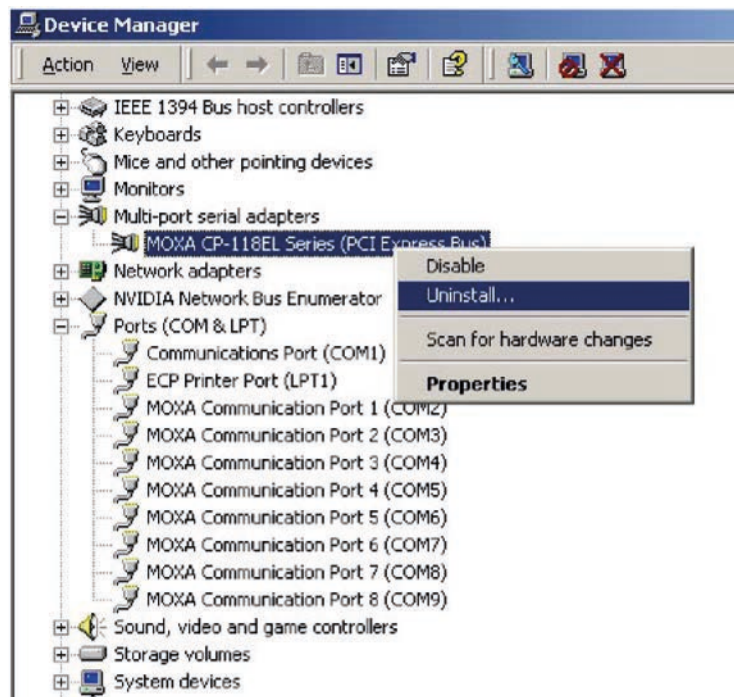 Device Manager
Action View
IEEE 1394 Bus host controllers
Keyboards
Mice and other pointing devices
Monitors
Multi-port serial adapters
MOXA CP-118EL Series (PCI Express Bus)
Disable
Uninstall...
Scan for hardware changes
Properties
Network adapters
NVIDIA Network Bus Enumerator
Ports (COM & LPT)
Communications Port (COM1)
ECP Printer Port (LPT1)
MOXA Communication Port 1 (COM2)
MOXA Communication Port 2 (COM3)
MOXA Communication Port 3 (COM4)
MOXA Communication Port 4 (COM5)
MOXA Communication Port 5 (COM6)
MOXA Communication Port 6 (COM7)
MOXA Communication Port 7 (COM8)
MOXA Communication Port 8 (COM9)
Sound, video and game controllers
Storage volumes
System devices